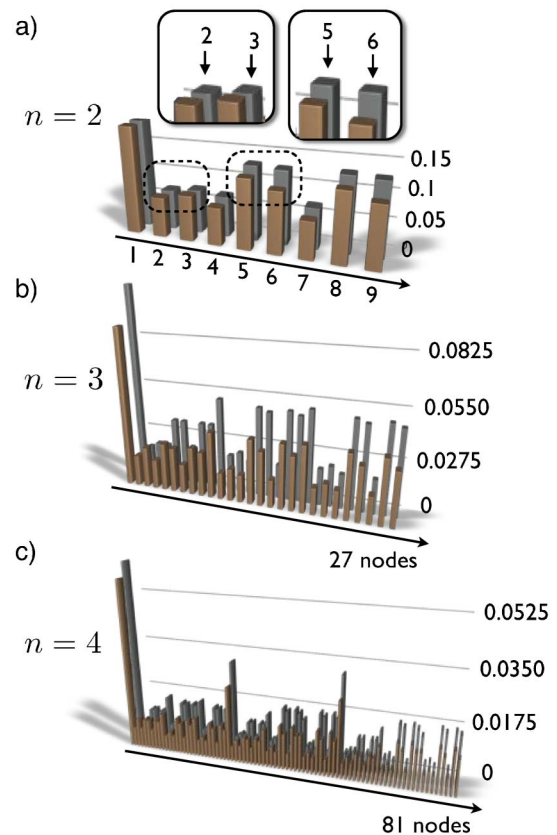 a)
2 3
5 6
n = 2
0.15
0.1
0.05
0
1 2 3 4 5 6 7 8 9
b)
n = 3
0.0825
0.0550
0.0275
0
27 nodes
c)
n = 4
0.0525
0.0350
0.0175
0
81 nodes